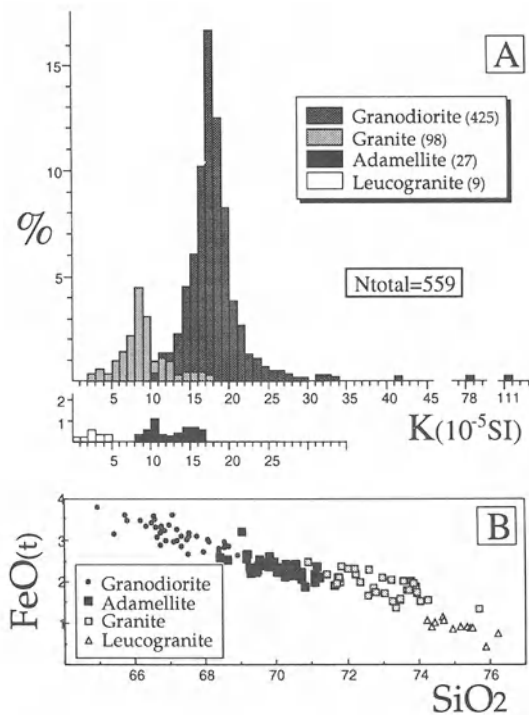 A
15
10
5
%
Granodiorite (425)
Granite (98)
Adamellite (27)
Leucogranite (9)
Ntotal=559
5 10 15 20 25 30 35 40 45 78 111
K(10-5SI)
2
1
5 10 15 20 25
B
4
3
2
1
FeO(t)
Granodiorite
Adamellite
Granite
Leucogranite
66 68 70 72 74 76
SiO2